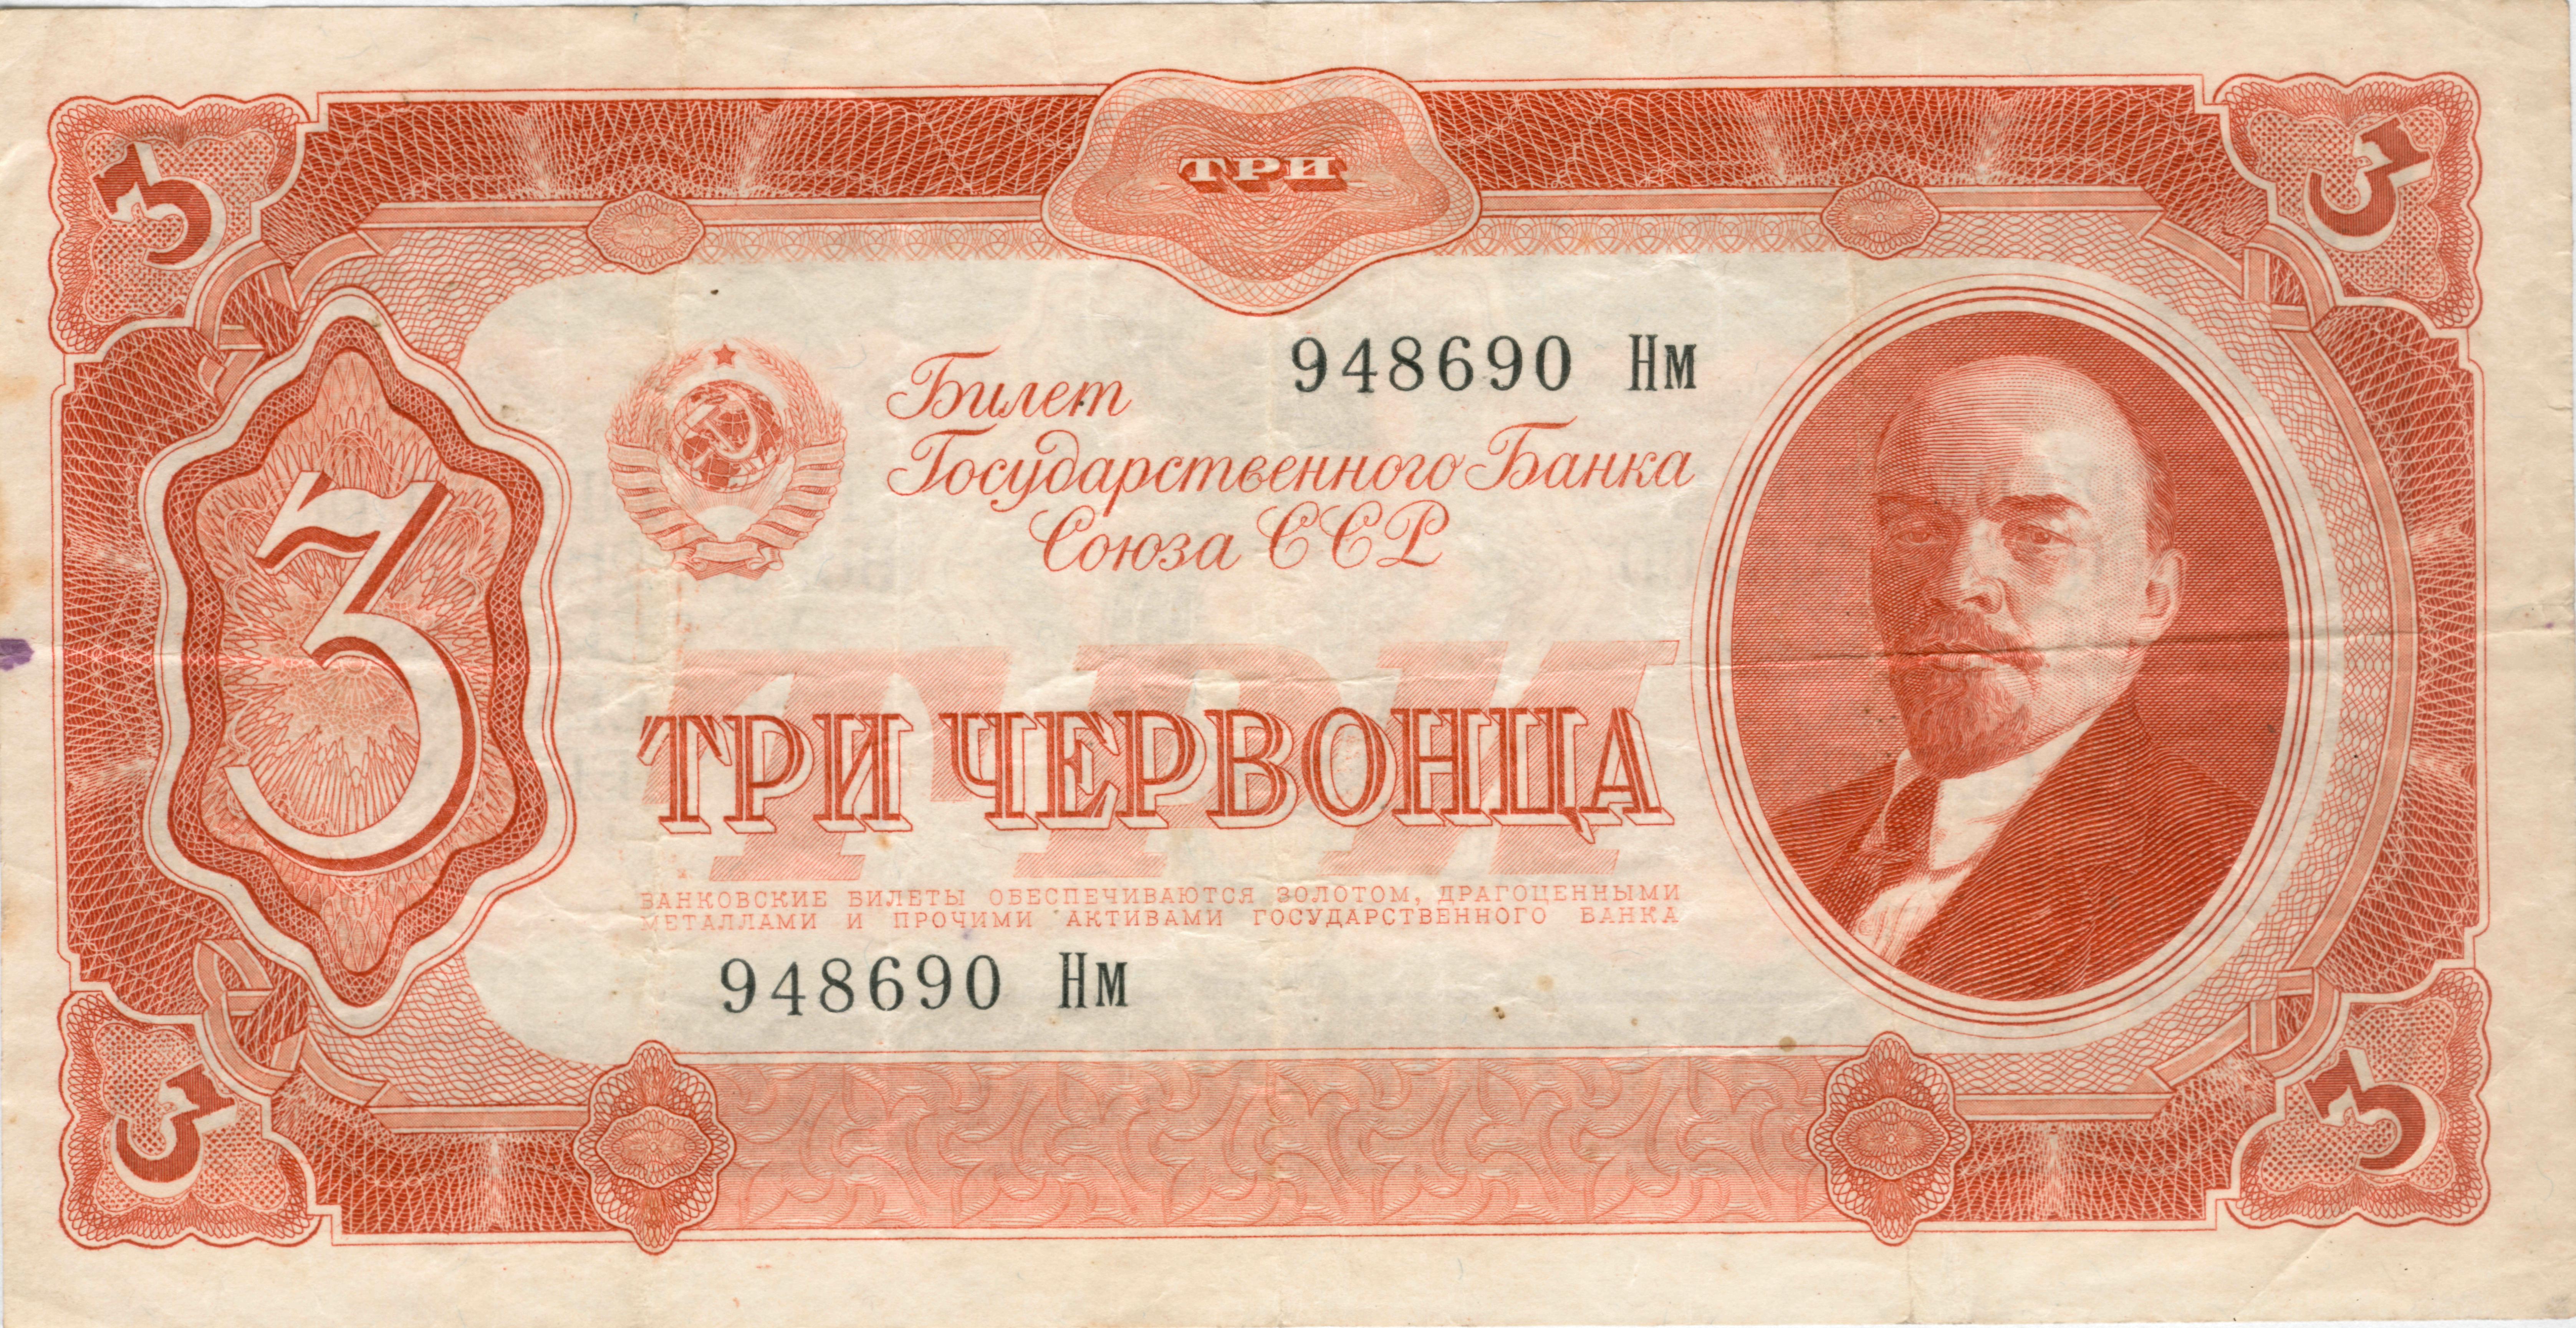 3
ТРИ
3
948690 Нм
Билет
Государственного Банка
Союза ССР
3
ТРИ
ТРИ ЧЕРВОНЦА
БАНКОВСКИЕ БИЛЕТЫ ОБЕСПЕЧИВАЮТСЯ ЗОЛОТОМ, ДРАГОЦЕННЫМИ
МЕТАЛЛАМИ И ПРОЧИМИ АКТИВАМИ ГОСУДАРСТВЕННОГО БАНКА
948690 Нм
3
3